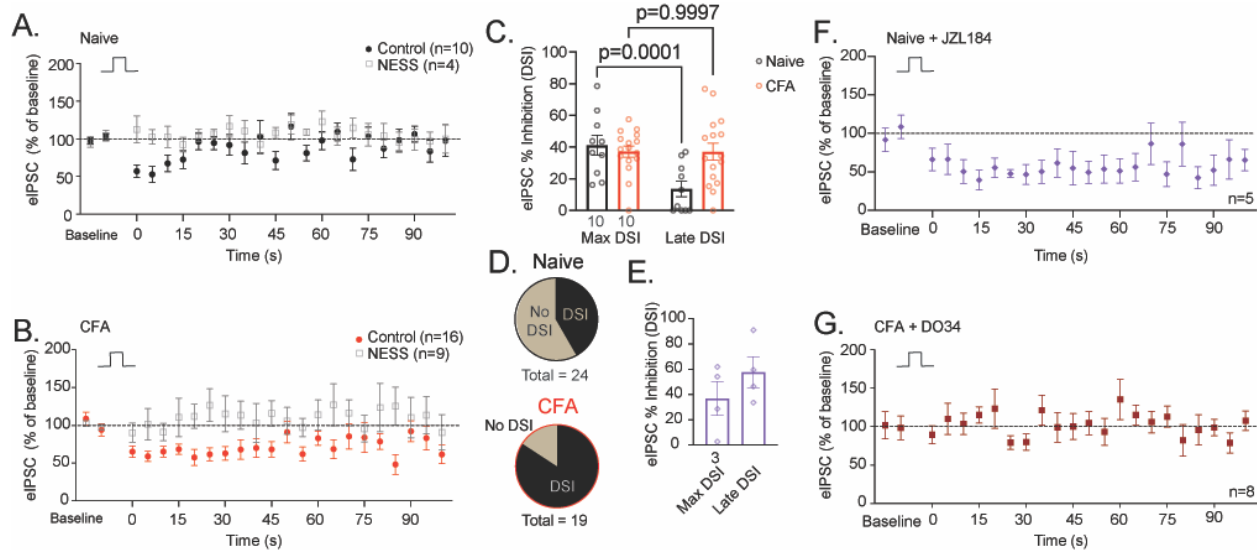 A.
Naive
Control (n=10)
NESS (n=4)
eIPSC (% of baseline)
200
150
100
50
0
Baseline
0
15
30
45
60
75
90
Time (s)
B.
CFA
Control (n=16)
NESS (n=9)
eIPSC (% of baseline)
200
150
100
50
0
Baseline
0
15
30
45
60
75
90
Time (s)
C.
p=0.9997
p=0.0001
Naive
CFA
eIPSC % Inhibition (DSI)
100
80
60
40
20
0
10
10
Max DSI
Late DSI
D.
Naive
No DSI
DSI
Total = 24
CFA
No DSI
DSI
Total = 19
E.
eIPSC % Inhibition (DSI)
100
80
60
40
20
0
3
Max DSI
Late DSI
F.
Naive + JZL184
eIPSC (% of baseline)
200
150
100
50
0
n=5
Baseline
0
15
30
45
60
75
90
Time (s)
G.
CFA + DO34
eIPSC (% of baseline)
200
150
100
50
0
n=8
Baseline
0
15
30
45
60
75
90
Time (s)